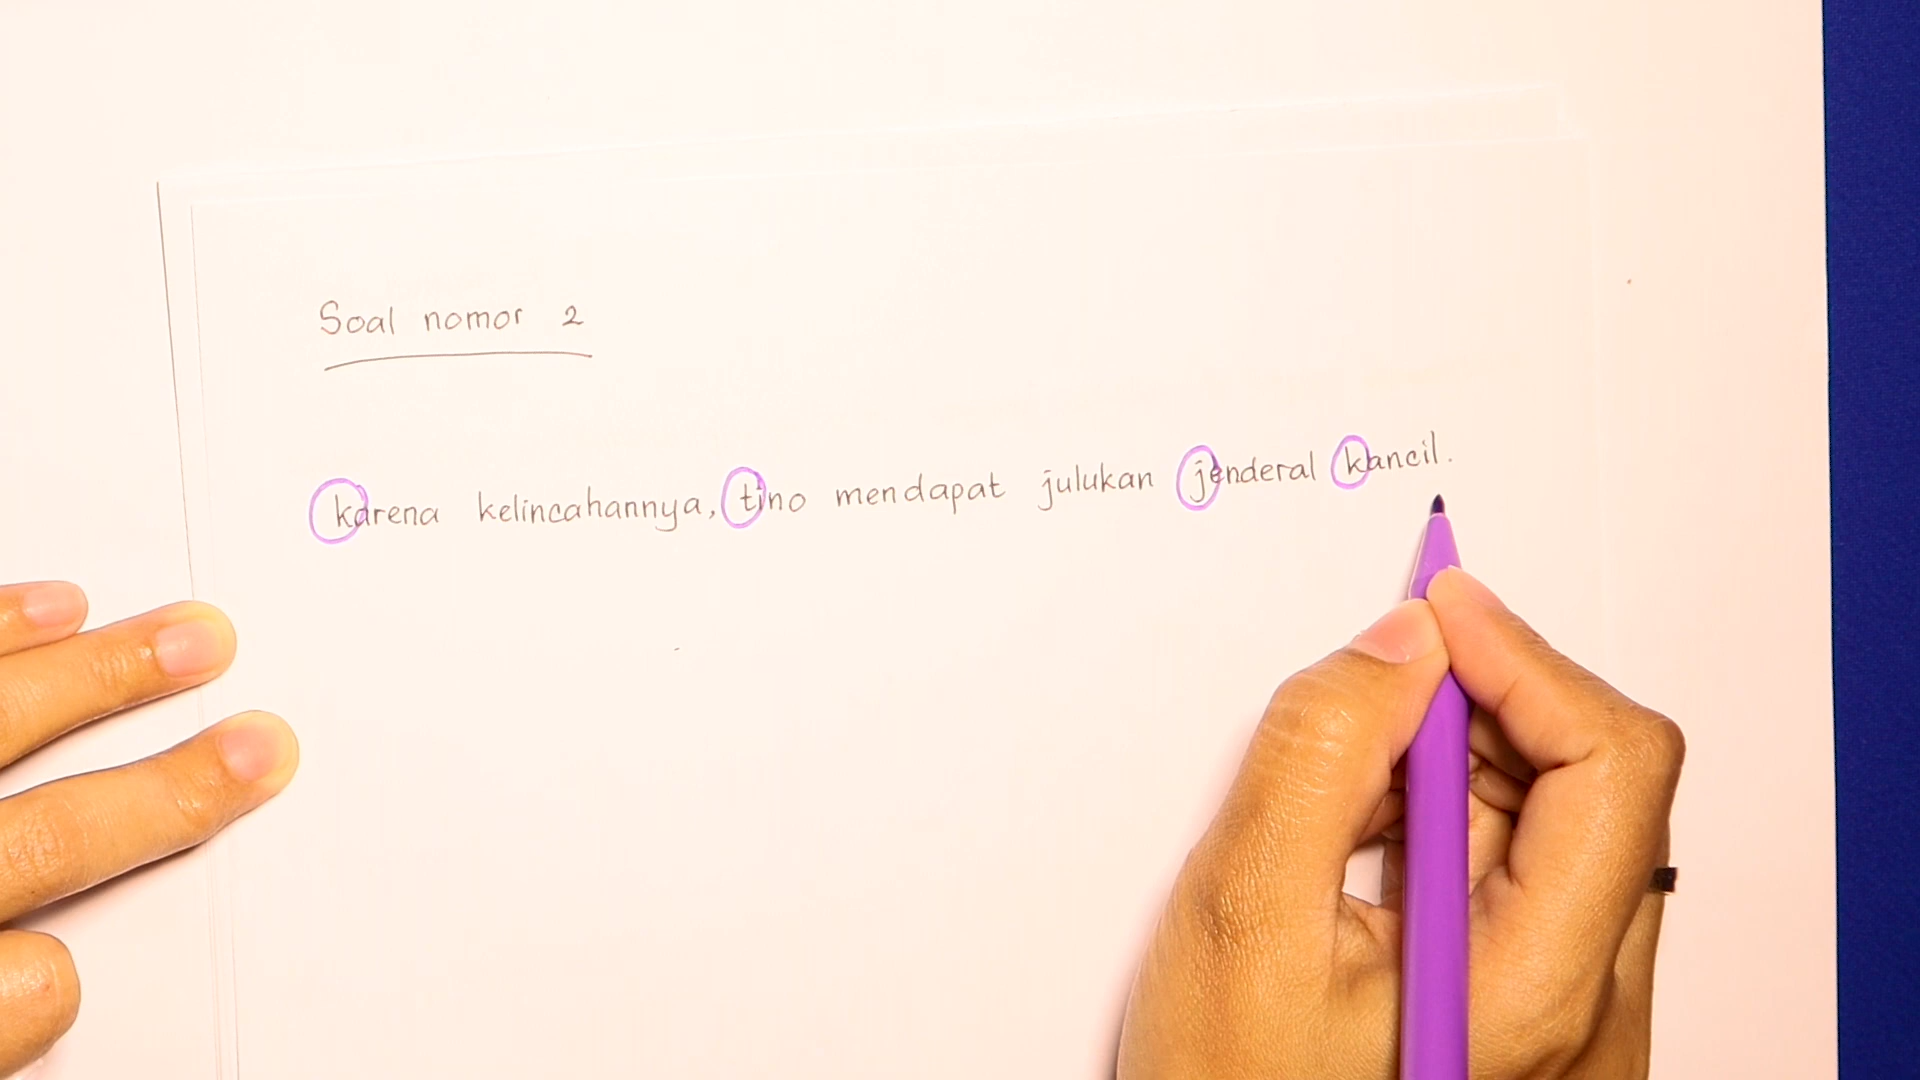 Soal nomor 2
karena kelincahannya, tino mendapat julukan jenderal kancil.